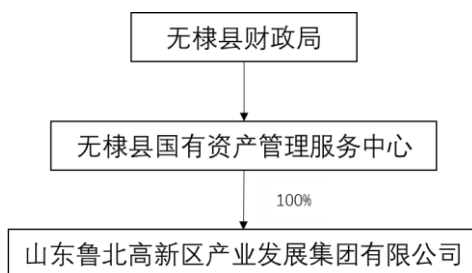 无棣县财政局
无棣县国有资产管理服务中心
100%
山东鲁北高新区产业发展集团有限公司